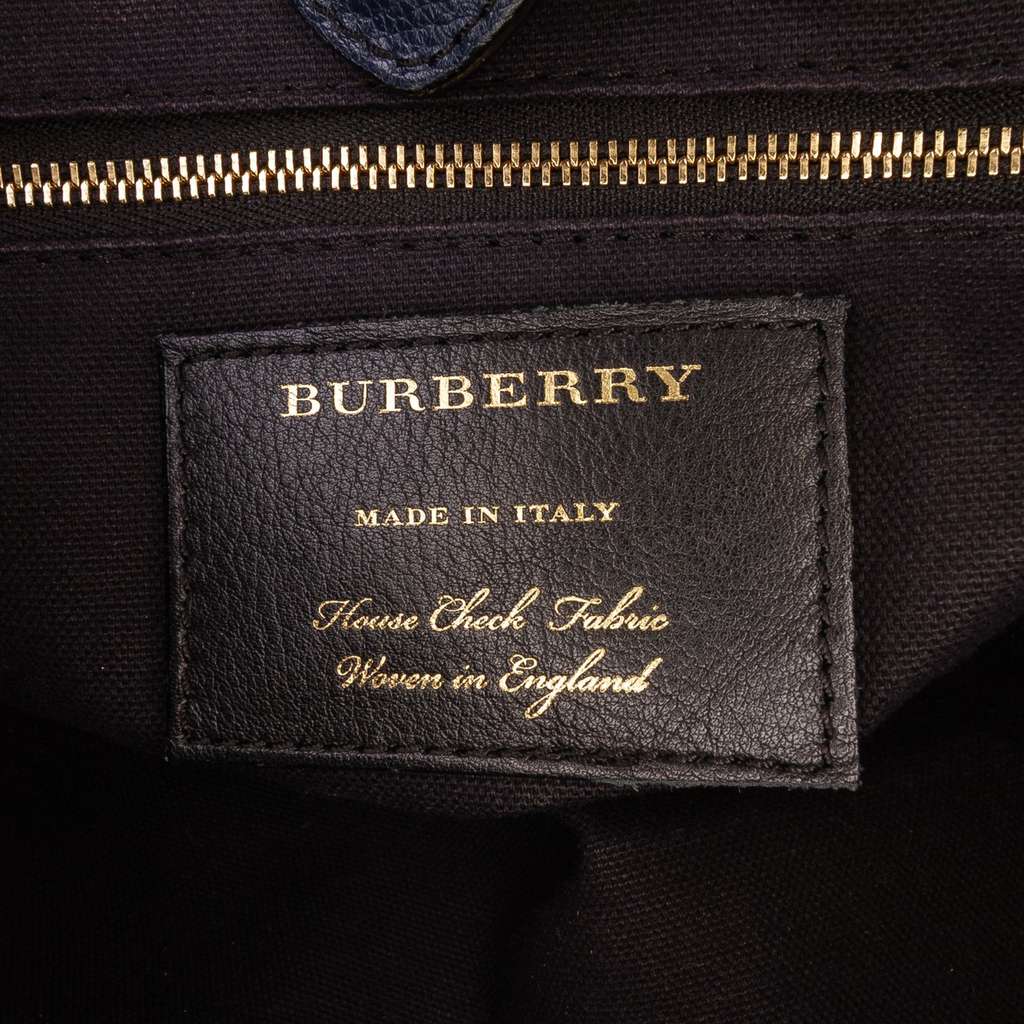 BURBERRY
MADE IN ITALY
House Check Fabric
Woven in England